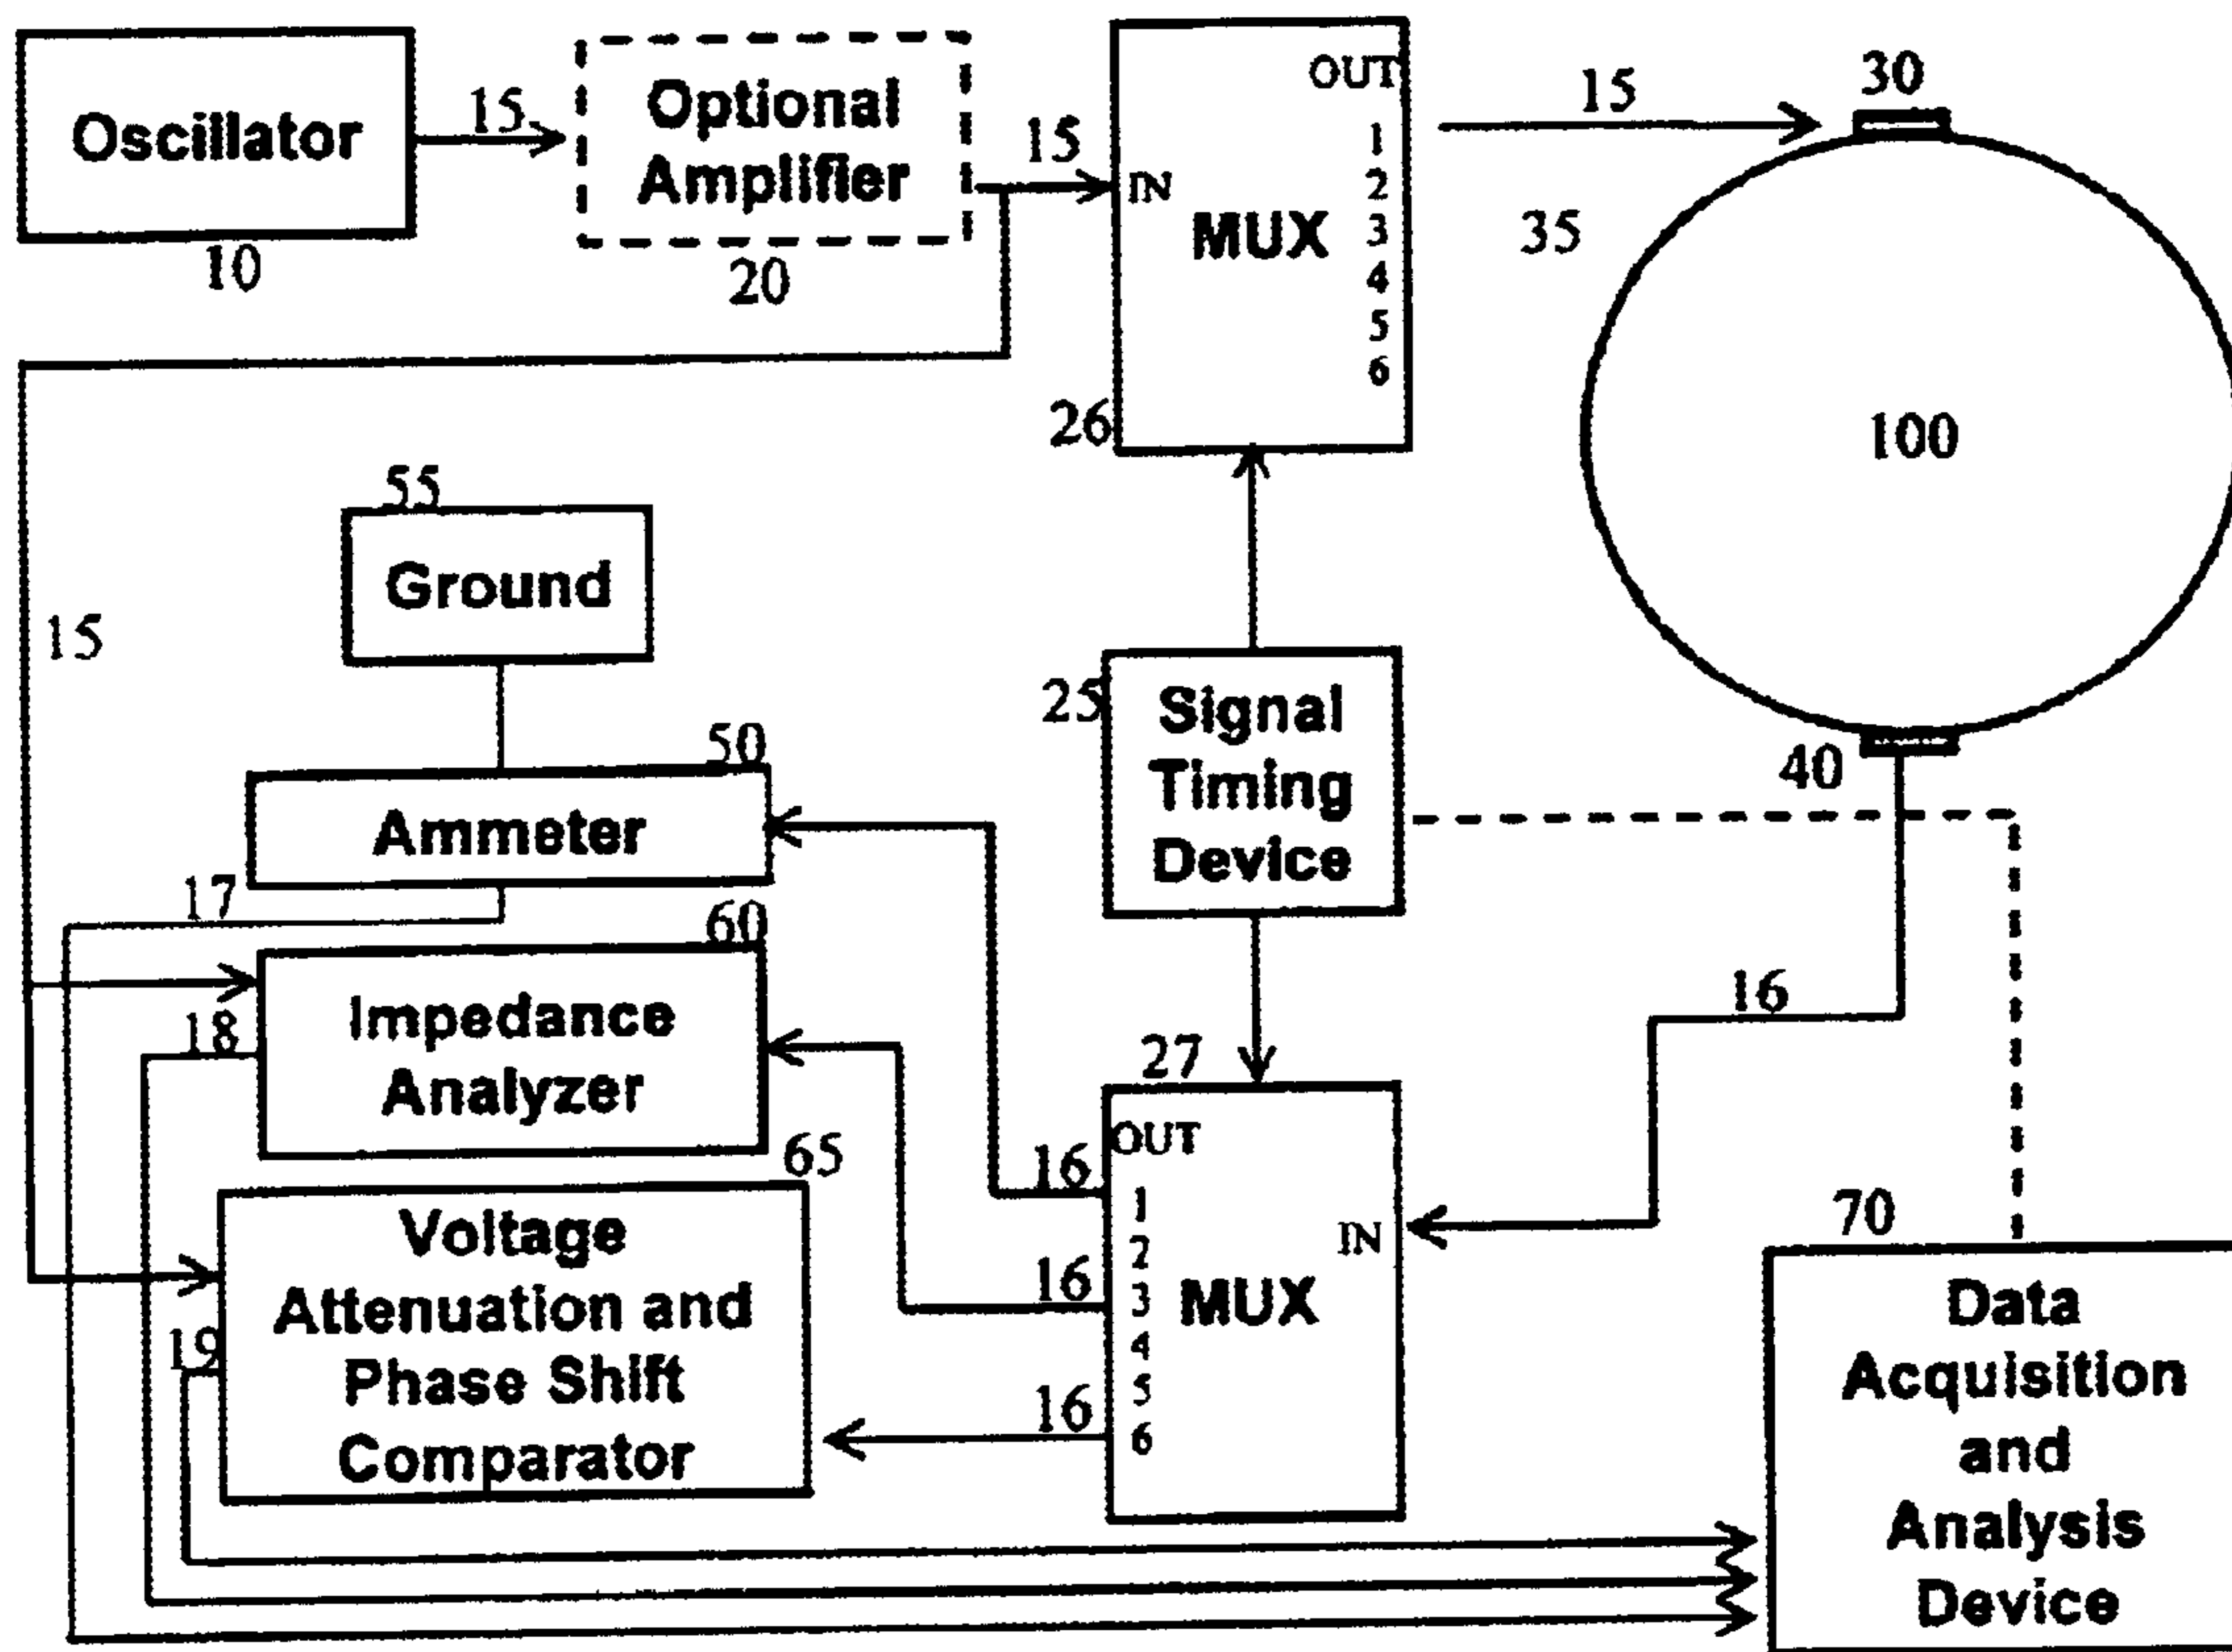 Oscillator
10
15
Optional
Amplifier
20
15
OUT
1
2
3
4
5
6
IN
MUX
26
15
30
35
100
40
15
55
Ground
50
Ammeter
17
60
Impedance
Analyzer
18
65
Voltage
Attenuation and
Phase Shift
Comparator
19
25
Signal
Timing
Device
27
OUT
1
2
3
4
5
6
IN
MUX
16
16
16
16
70
Data
Acquisition
and
Analysis
Device